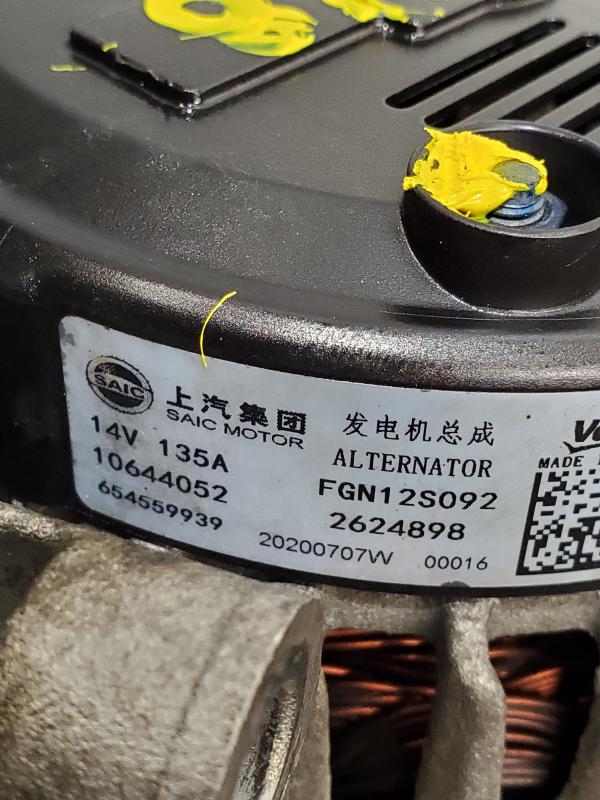 SAIC
上汽集团
SAIC MOTOR
发电机总成
14V 135A
ALTERNATOR
MADE
10644052
FGN12S092
654559939
2624898
20200707W 00016